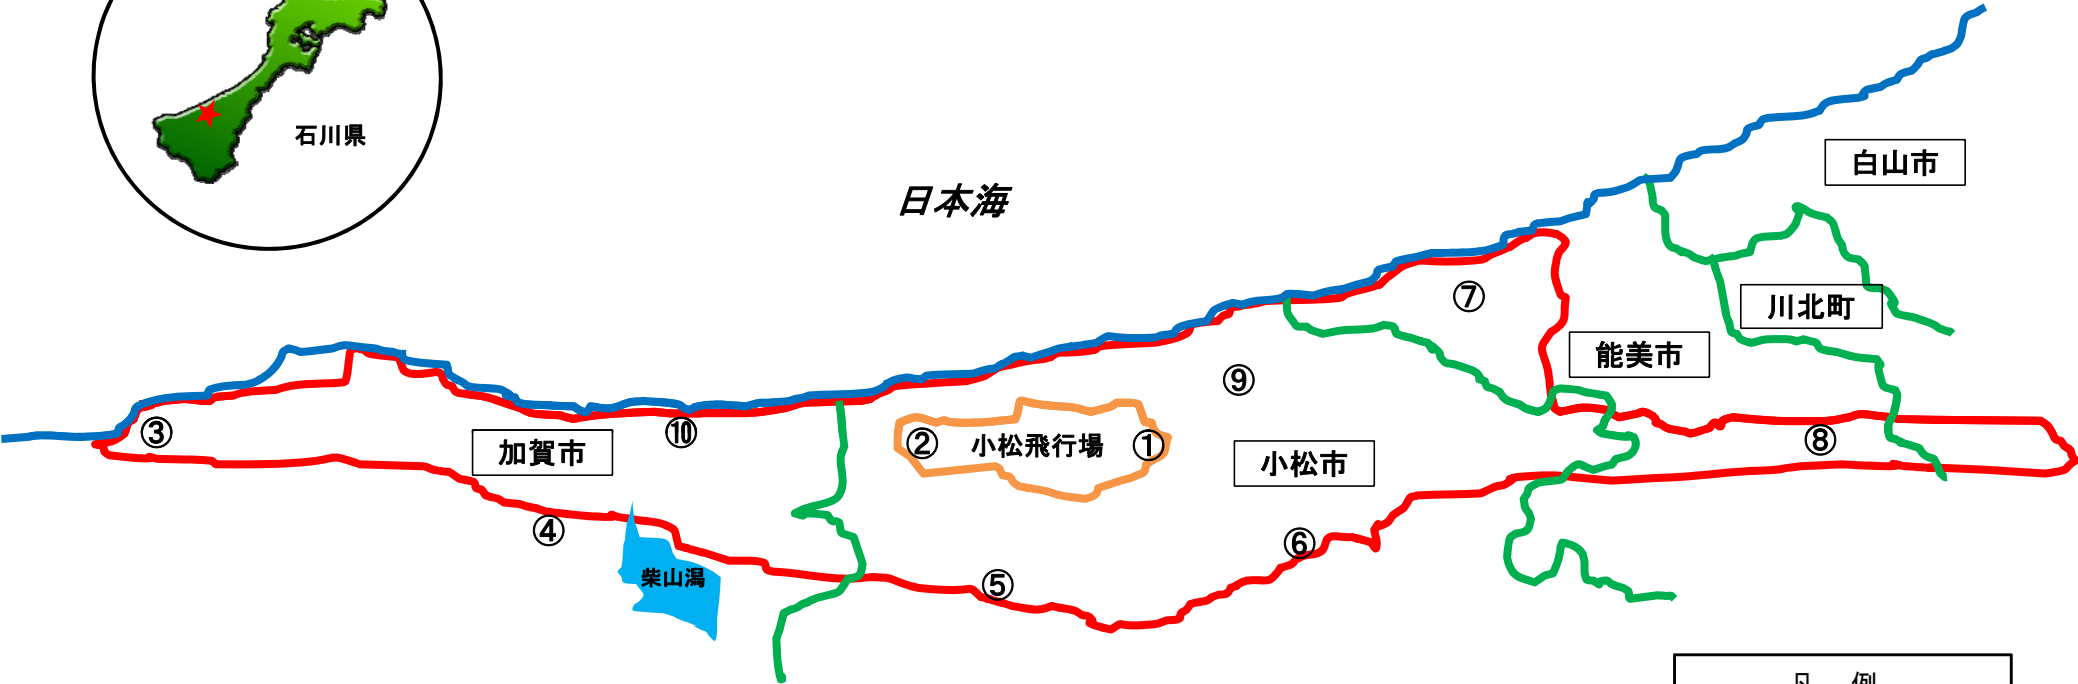 石川県
日本海
白山市
川北町
⑦
能美市
⑨
③
加賀市
⑩
②
小松飛行場
①
小松市
⑧
④
⑥
柴山潟
⑤
凡 例